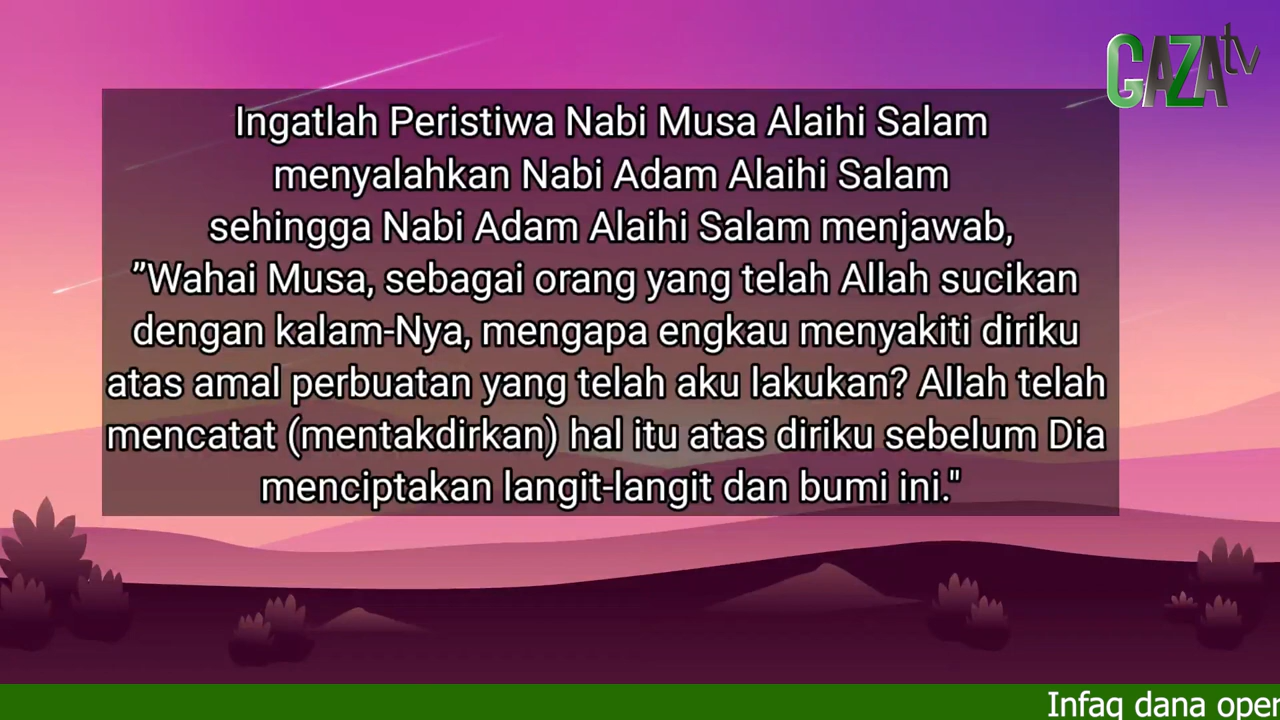 GAZA tv
Ingatlah Peristiwa Nabi Musa Alaihi Salam
menyalahkan Nabi Adam Alaihi Salam
sehingga Nabi Adam Alaihi Salam menjawab,
”Wahai Musa, sebagai orang yang telah Allah sucikan
dengan kalam-Nya, mengapa engkau menyakiti diriku
atas amal perbuatan yang telah aku lakukan? Allah telah
mencatat (mentakdirkan) hal itu atas diriku sebelum Dia
menciptakan langit-langit dan bumi ini."
Infaq dana oper